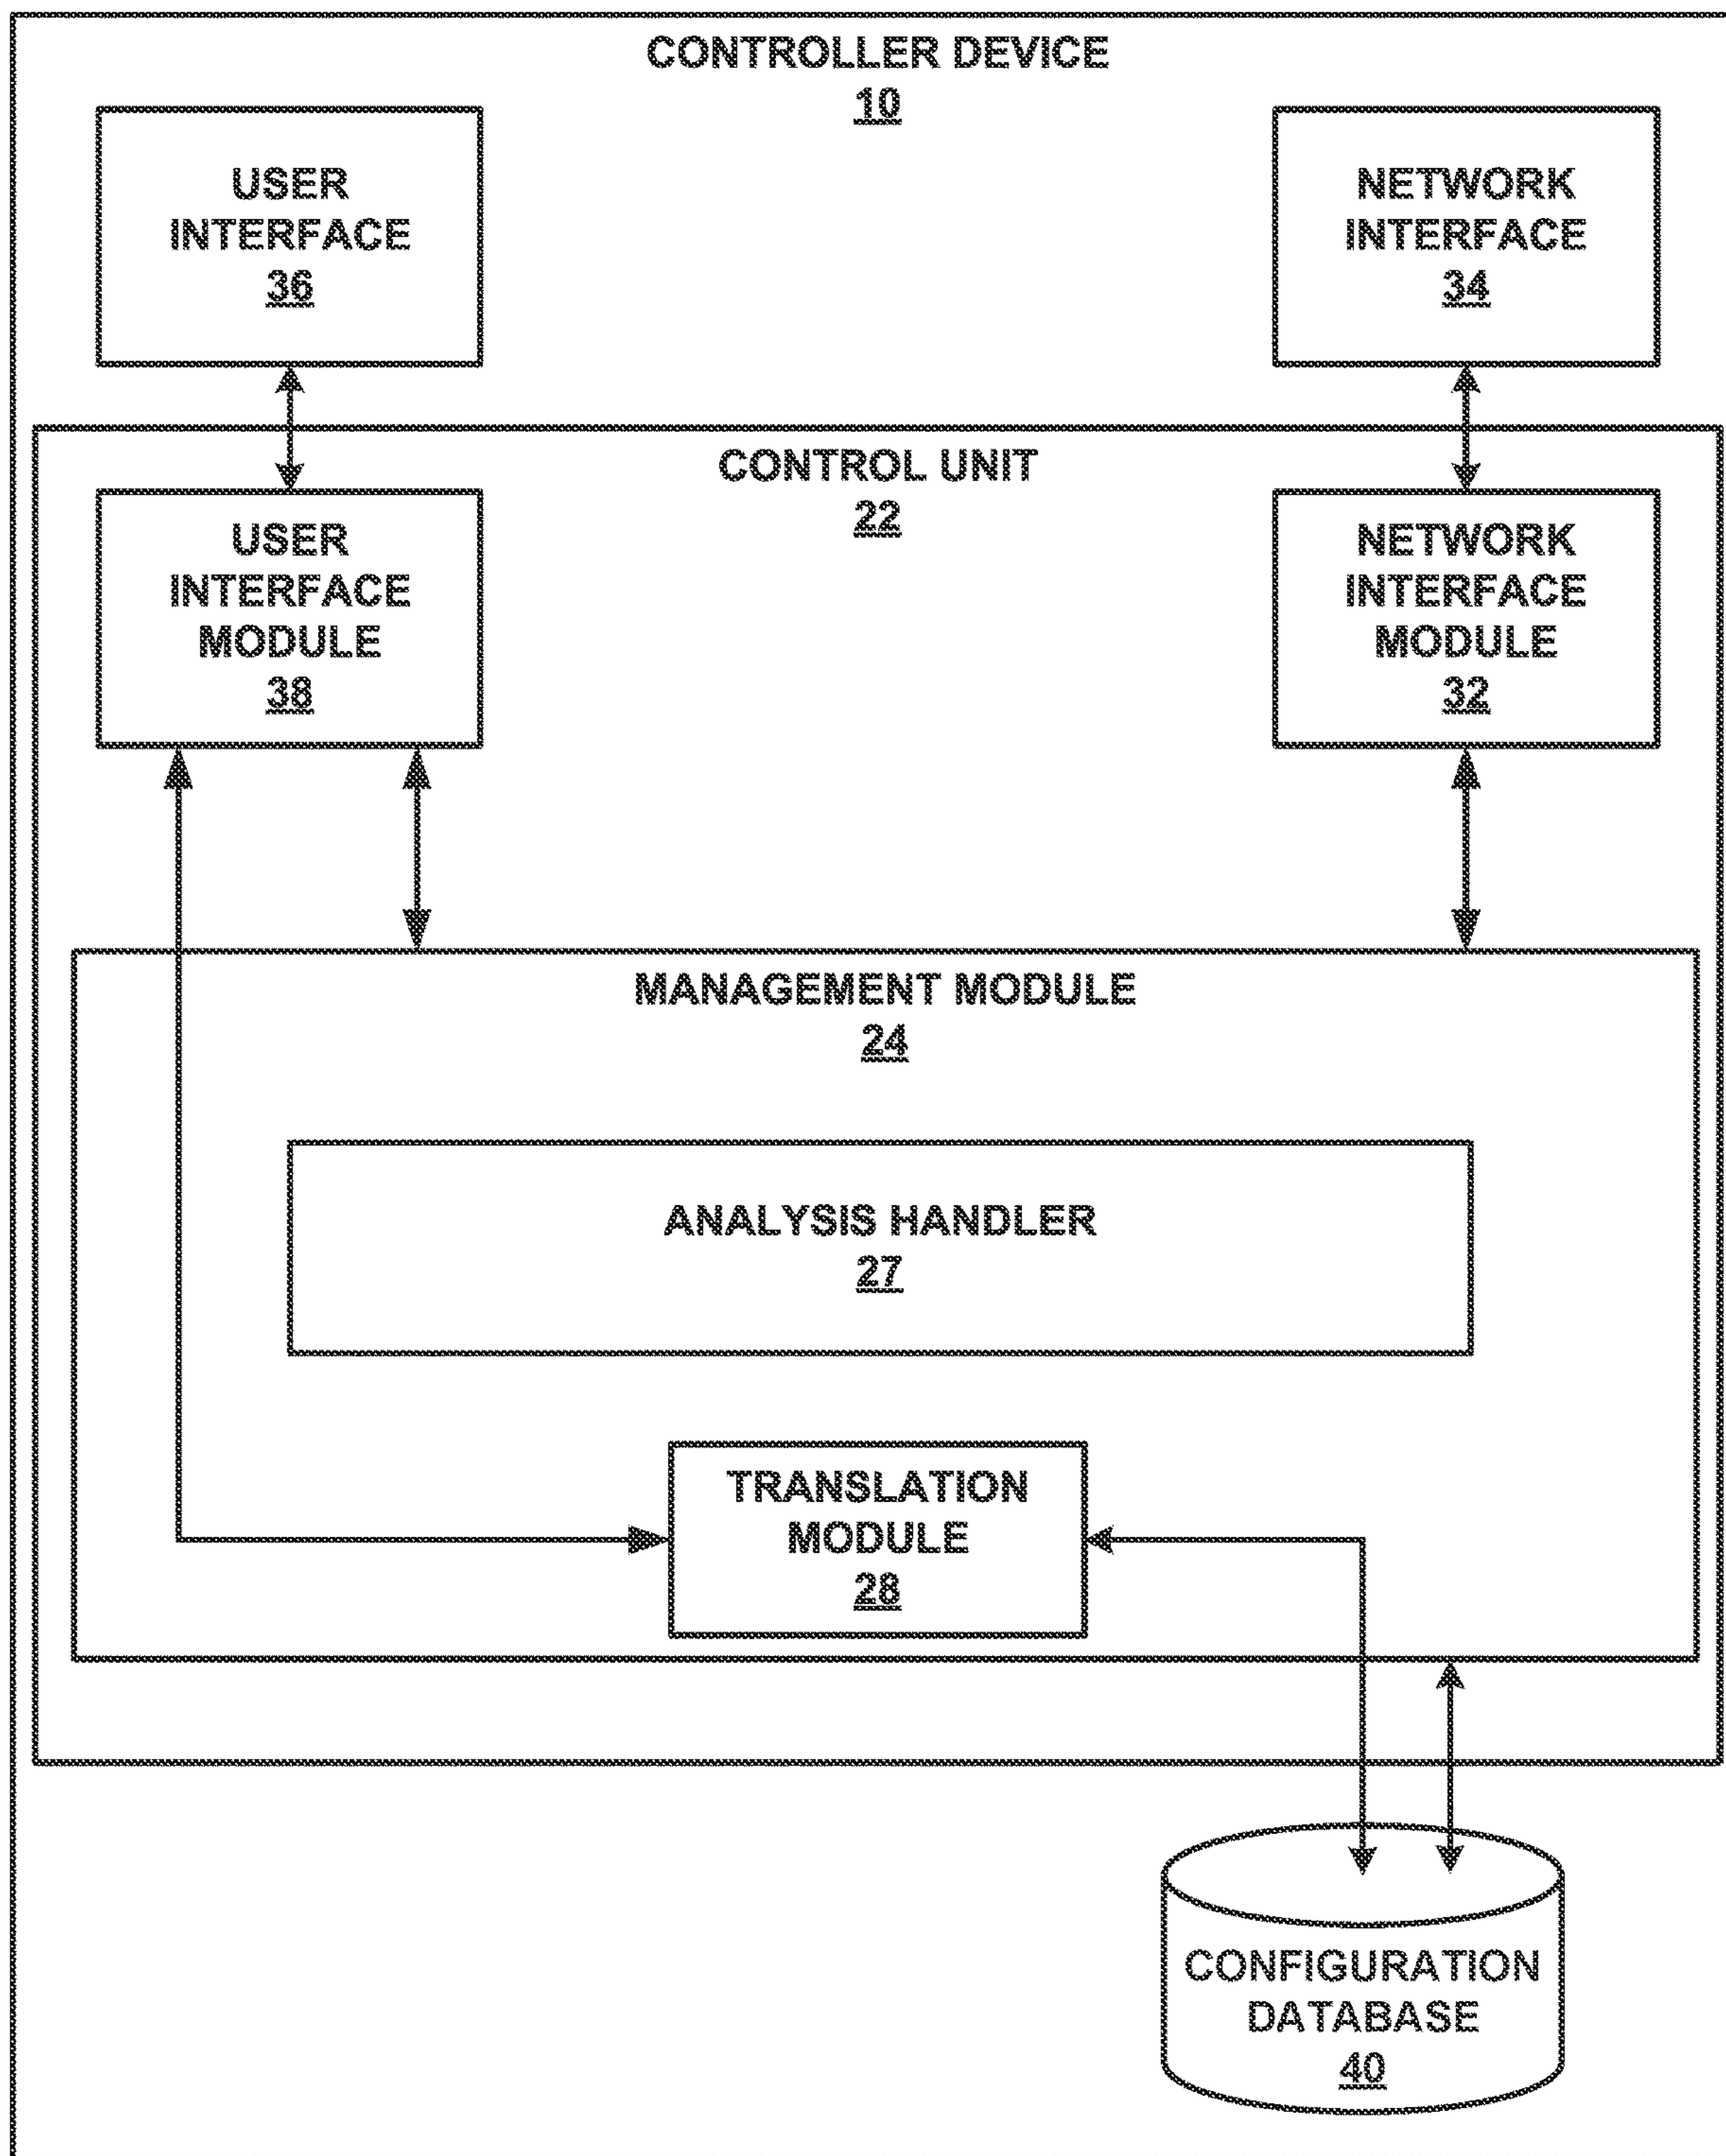 CONTROLLER DEVICE
10
USER
INTERFACE
36
NETWORK
INTERFACE
34
CONTROL UNIT
22
USER
INTERFACE
MODULE
38
NETWORK
INTERFACE
MODULE
32
MANAGEMENT MODULE
24
ANALYSIS HANDLER
27
TRANSLATION
MODULE
28
CONFIGURATION
DATABASE
40